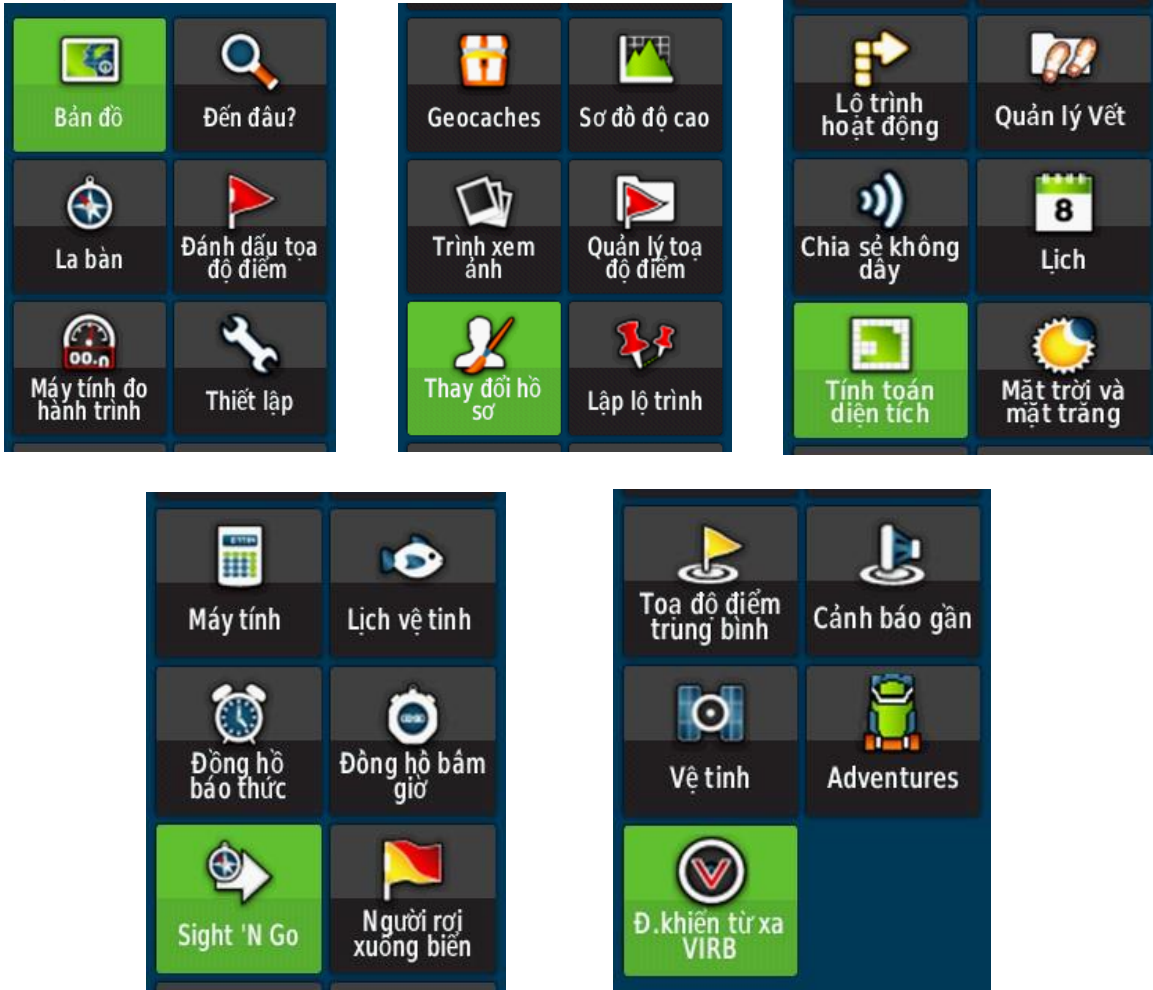 Bản đồ
Đến đâu?
La bàn
Đánh dấu tọa
độ điểm
00.n
Máy tính đo
hành trình
Thiết lập
Geocaches
Sơ đồ độ cao
Trình xem
ảnh
Quản lý toạ
độ điểm
Thay đổi hồ
sơ
Lập lộ trình
Lộ trình
hoạt động
Quản lý Vết
Chia sẻ không
dây
8
Lịch
Tính toán
diện tích
Mặt trời và
mặt trăng
Máy tính
Lịch vệ tinh
Đồng hồ
báo thức
Đồng hồ bấm
giờ
Sight 'N Go
Người rơi
xuống biển
Toạ độ điểm
trung bình
Cảnh báo gần
Vệ tinh
Adventures
Đ.khiển từ xa
VIRB